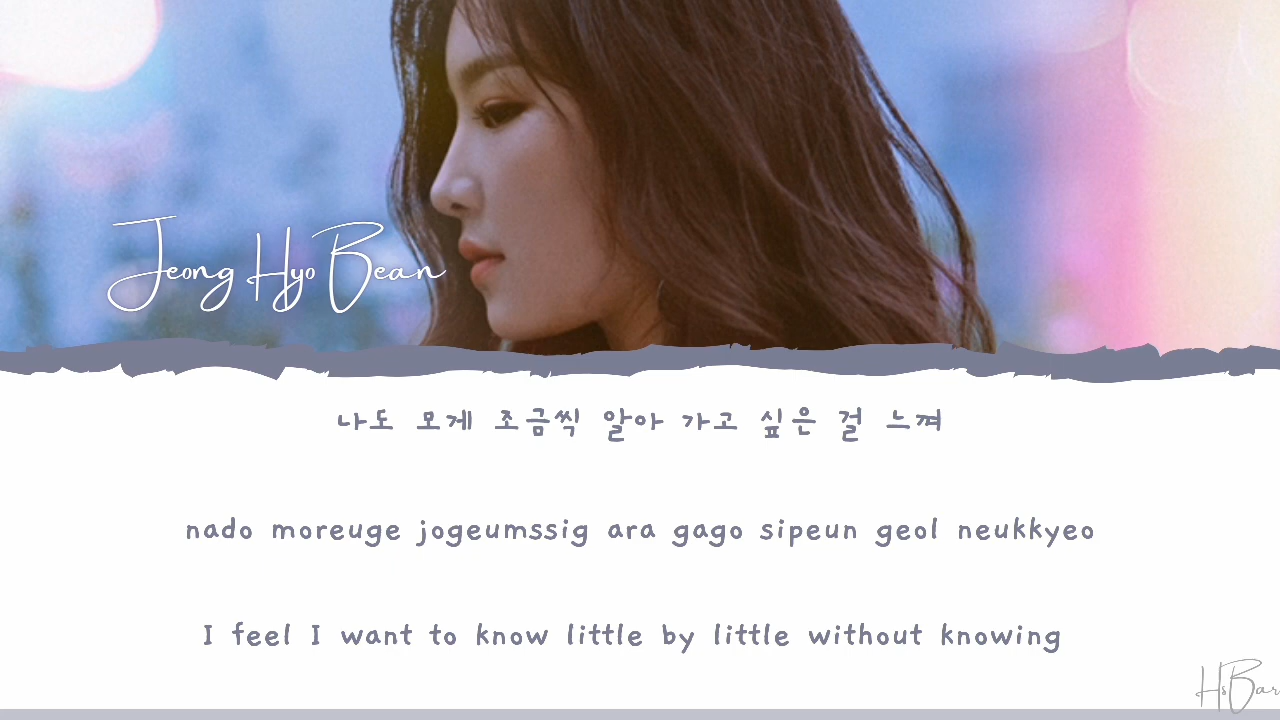 Jeong Hyo Bean
나도 모게 조금씩 알아 가고 싶은 걸 느껴
nado moreuge jogeumssig ara gago sipeun geol neukkyeo
I feel I want to know little by little without knowing
HsBar